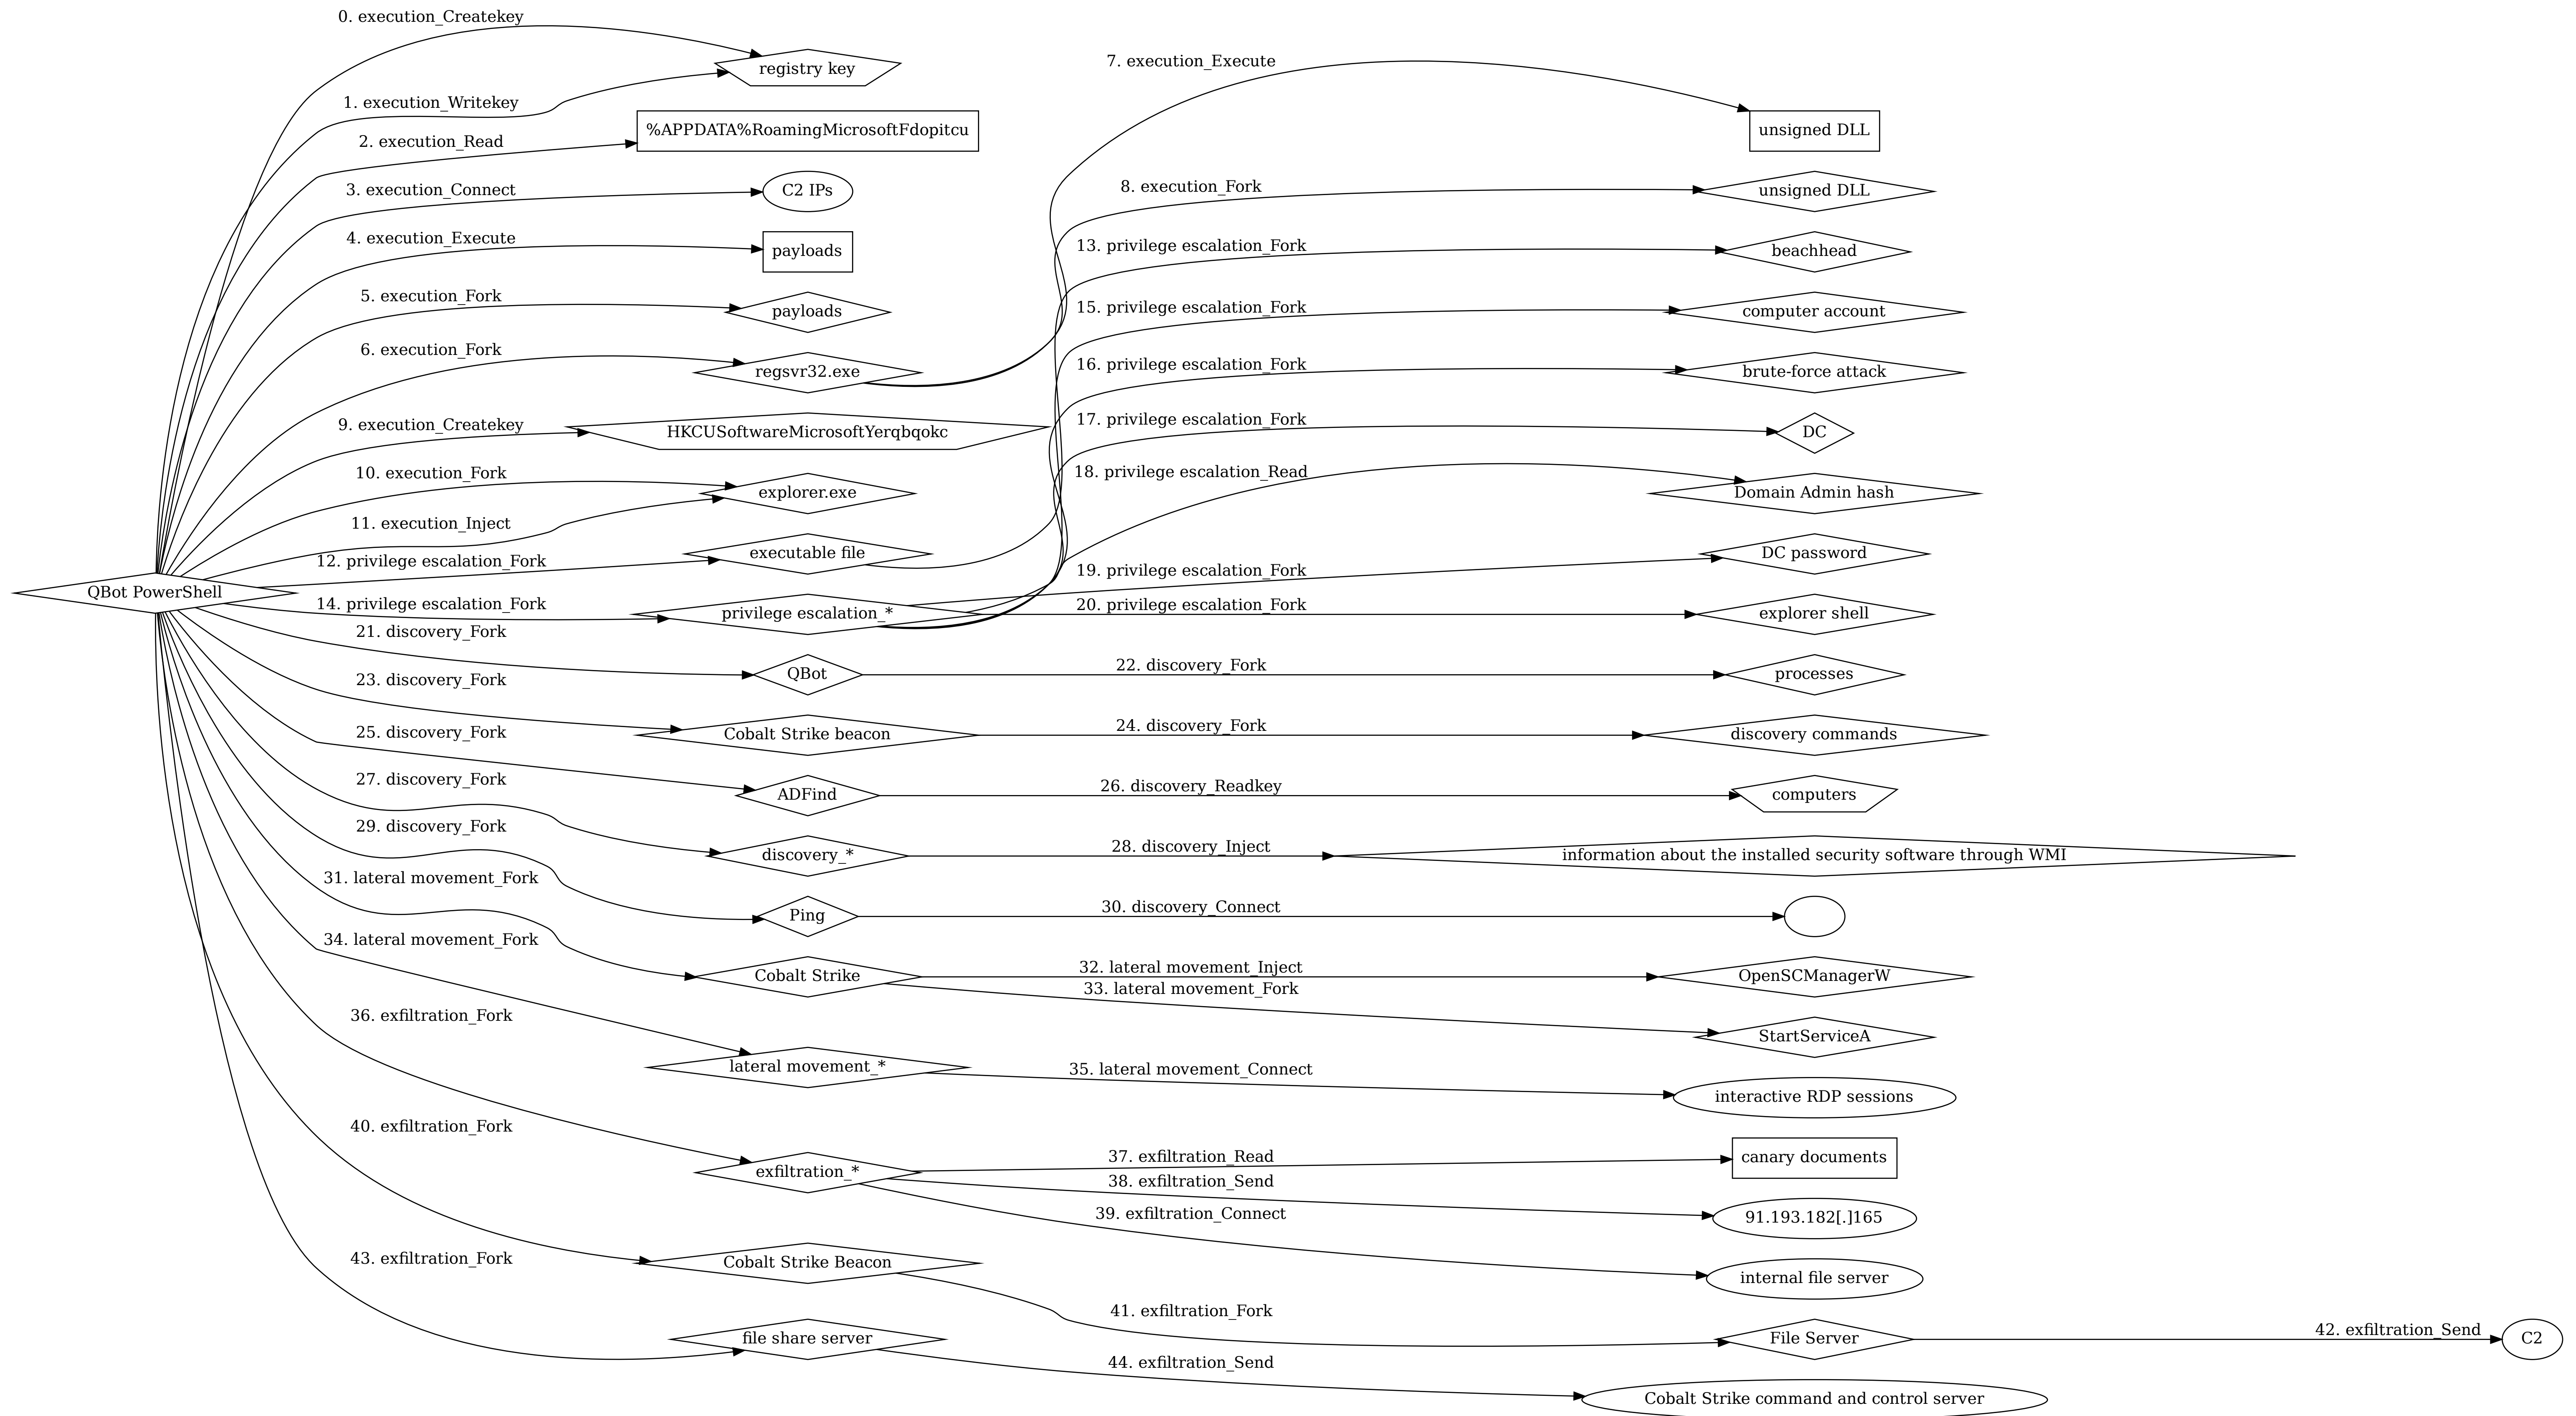 0. execution_Createkey
registry key
1. execution_Writekey
7. execution_Execute
2. execution_Read
%APPDATA%RoamingMicrosoftFdopitcu
unsigned DLL
3. execution_Connect
C2 IPs
8. execution_Fork
unsigned DLL
4. execution_Execute
payloads
13. privilege escalation_Fork
beachhead
5. execution_Fork
payloads
15. privilege escalation_Fork
computer account
6. execution_Fork
regsvr32.exe
16. privilege escalation_Fork
brute-force attack
9. execution_Createkey
HKCUSoftwareMicrosoftYerqbqokc
17. privilege escalation_Fork
DC
10. execution_Fork
explorer.exe
18. privilege escalation_Read
Domain Admin hash
11. execution_Inject
12. privilege escalation_Fork
executable file
19. privilege escalation_Fork
DC password
QBot PowerShell
14. privilege escalation_Fork
privilege escalation_*
20. privilege escalation_Fork
explorer shell
21. discovery_Fork
QBot
22. discovery_Fork
processes
23. discovery_Fork
Cobalt Strike beacon
24. discovery_Fork
discovery commands
25. discovery_Fork
ADFind
26. discovery_Readkey
computers
27. discovery_Fork
discovery_*
28. discovery_Inject
information about the installed security software through WMI
29. discovery_Fork
Ping
30. discovery_Connect
31. lateral movement_Fork
Cobalt Strike
32. lateral movement_Inject
OpenSCManagerW
33. lateral movement_Fork
StartServiceA
34. lateral movement_Fork
lateral movement_*
35. lateral movement_Connect
interactive RDP sessions
36. exfiltration_Fork
exfiltration_*
37. exfiltration_Read
canary documents
38. exfiltration_Send
91.193.182[.]165
39. exfiltration_Connect
internal file server
40. exfiltration_Fork
Cobalt Strike Beacon
41. exfiltration_Fork
File Server
42. exfiltration_Send
C2
43. exfiltration_Fork
file share server
44. exfiltration_Send
Cobalt Strike command and control server